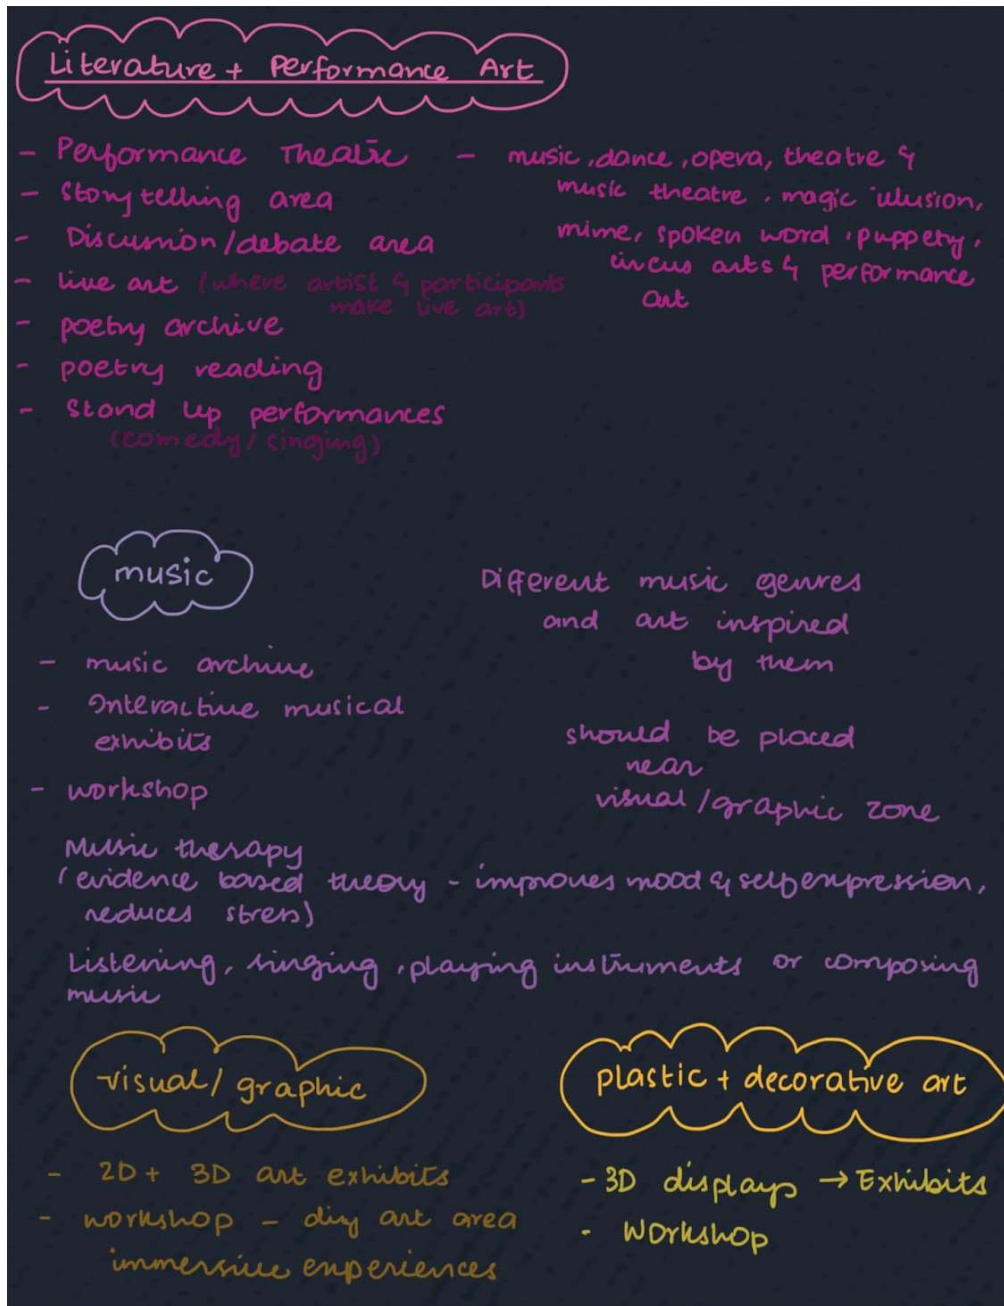 Literature + Performance Art
- Performance Theatre - music, dance, opera, theatre &
music theatre, magic illusion,
mime, spoken word, puppety,
circus arts & performance
art
- Storytelling area
- Discussion/debate area
- live art (where artist & participants
make live art)
- poetry archive
- poetry reading
- Stand up performances
(comedy/singing)
music
- music archive
- Interactive musical
exhibits
- workshop
Different music genres
and art inspired
by them
should be placed
near
visual/graphic zone
Music therapy
(evidence based theory - improves mood & self expression,
reduces stress)
Listening, singing, playing instruments or composing
music
visual/graphic
- 2D + 3D art exhibits
- workshop - diy art area
immersive experiences
plastic + decorative art
- 3D displays → Exhibits
- Workshop